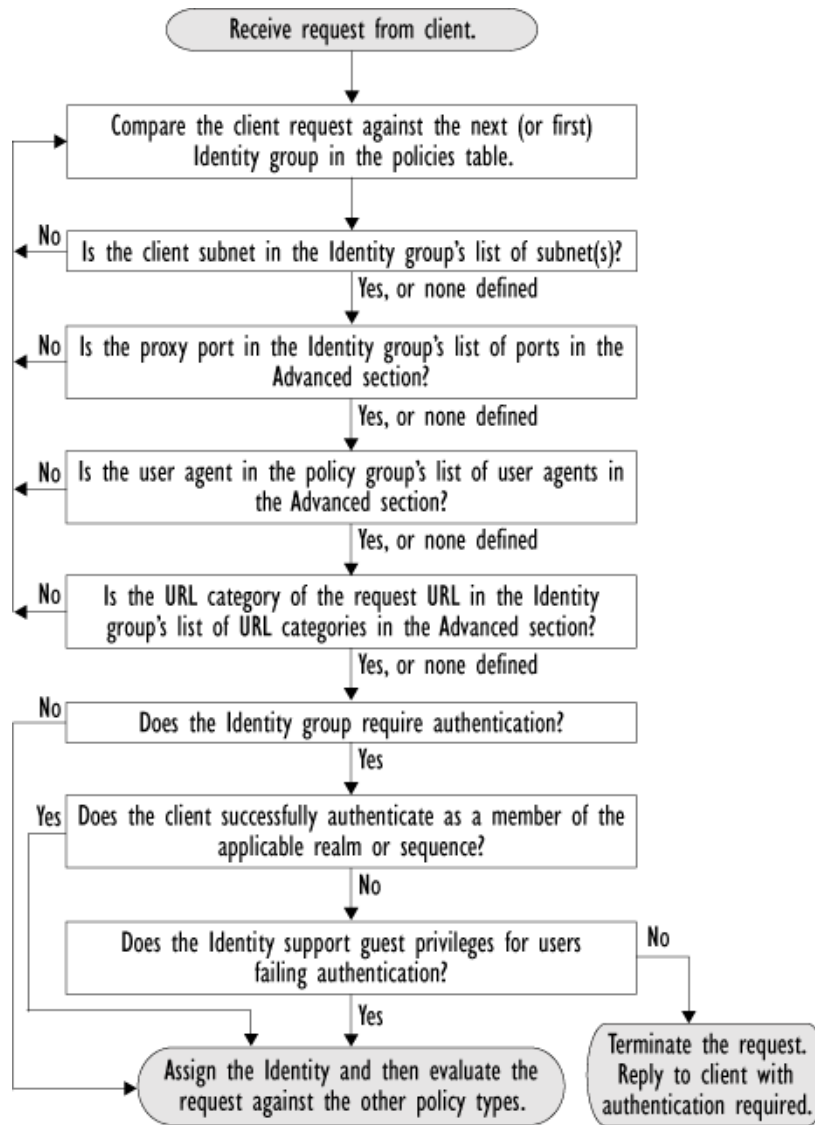 Receive request from client.
Compare the client request against the next (or first)
Identity group in the policies table.
No
Is the client subnet in the Identity group's list of subnet(s)?
Yes, or none defined
No
Is the proxy port in the Identity group's list of ports in the
Advanced section?
Yes, or none defined
No
Is the user agent in the policy group's list of user agents in
the Advanced section?
Yes, or none defined
No
Is the URL category of the request URL in the Identity
group's list of URL categories in the Advanced section?
Yes, or none defined
No
Does the Identity group require authentication?
Yes
Yes
Does the client successfully authenticate as a member of the
applicable realm or sequence?
No
Does the Identity support guest privileges for users
failing authentication?
No
Yes
Assign the Identity and then evaluate the
request against the other policy types.
Terminate the request.
Reply to client with
authentication required.